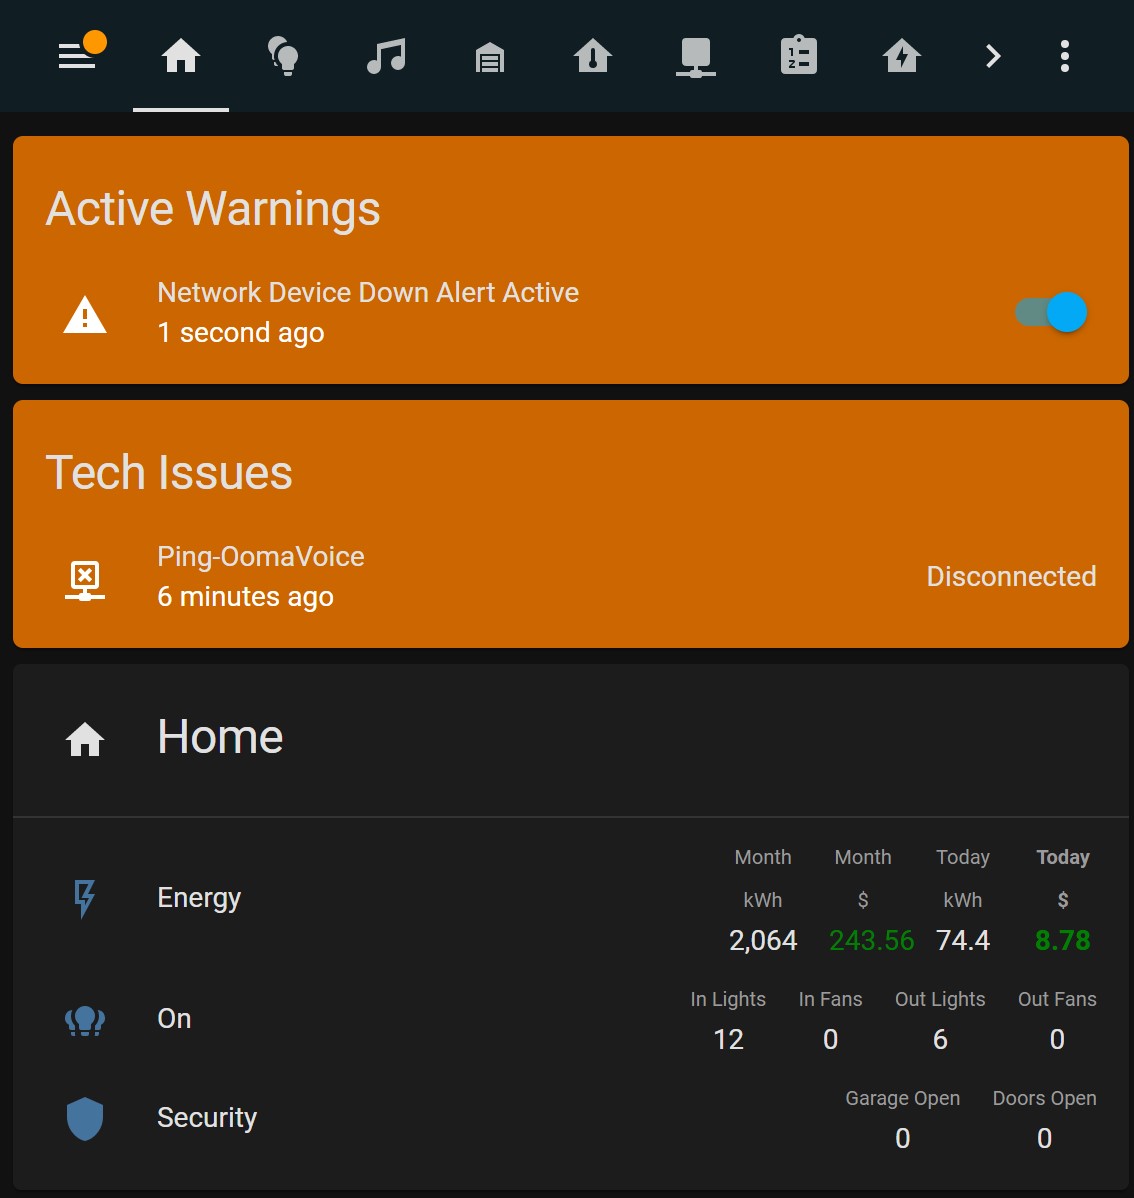 Active Warnings
Network Device Down Alert Active
1 second ago
Tech Issues
Ping-OomaVoice
6 minutes ago
Disconnected
Home
Month Month Today Today
kWh $ kWh $
Energy
2,064 243.56 74.4 8.78
In Lights In Fans Out Lights Out Fans
On
12 0 6 0
Garage Open Doors Open
Security
0 0